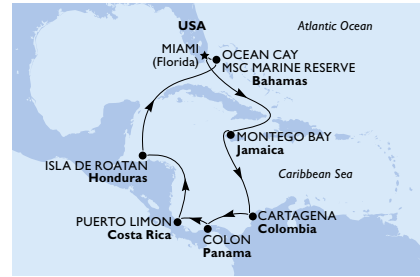 USA
Atlantic Ocean
MIAMI
(Florida)
OCEAN CAY
MSC MARINE RESERVE
Bahamas
MONTEGO BAY
Jamaica
ISLA DE ROATAN
Honduras
Caribbean Sea
PUERTO LIMON
Costa Rica
CARTAGENA
Colombia
COLON
Panama